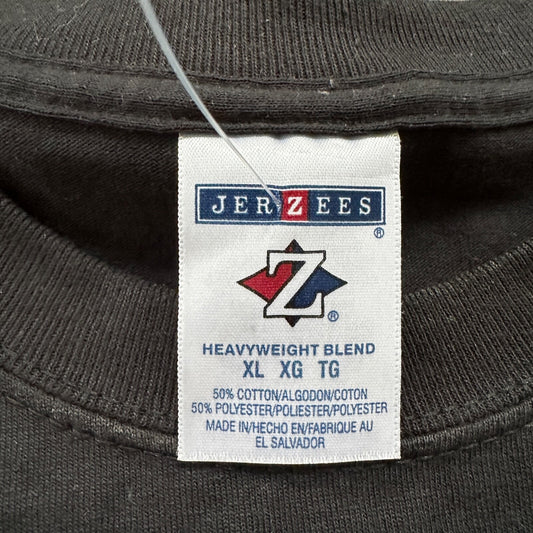 JERZEES
®
Z
®
HEAVYWEIGHT BLEND
XL XG TG
50% COTTON/ALGODON/COTON
50% POLYESTER/POLIESTER/POLYESTER
MADE IN/HECHO EN/FABRIQUE AU
EL SALVADOR